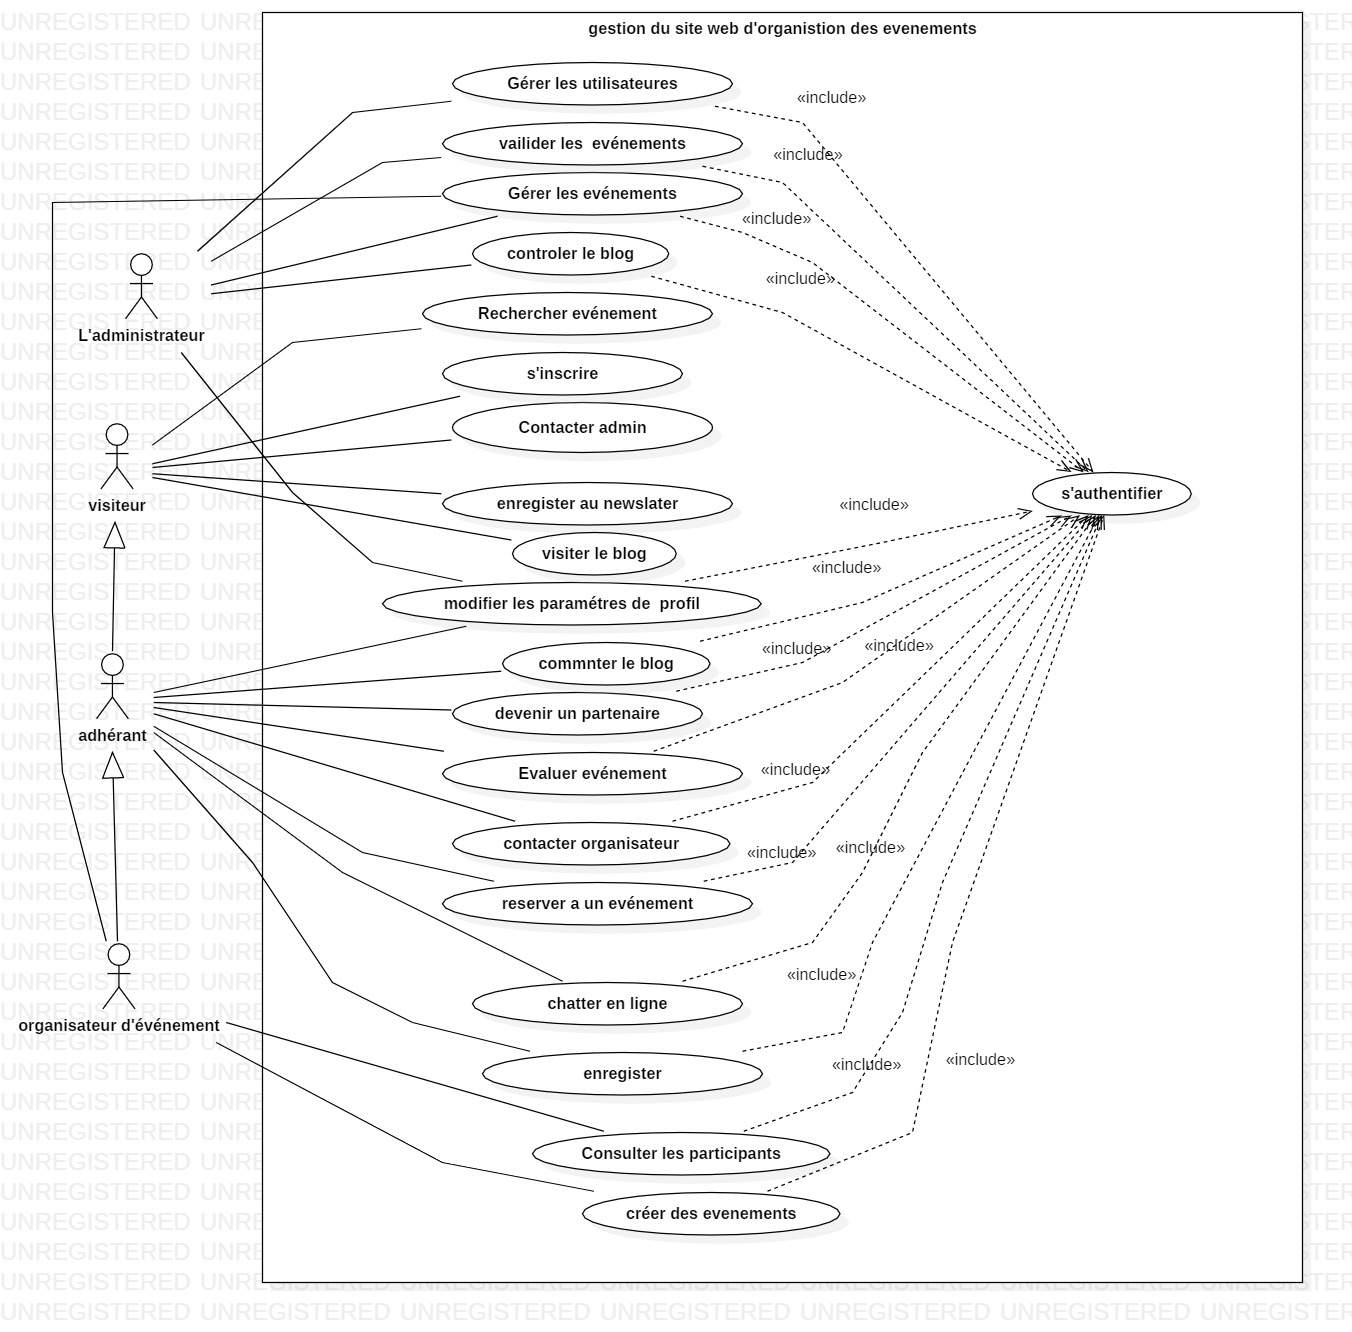 gestion du site web d'organistion des evenements
Gérer les utilisateures
«include»
vailider les  evénements
«include»
Gérer les evénements
«include»
controler le blog
«include»
L'administrateur
Rechercher evénement
s'inscrire
Contacter admin
visiteur
enregister au newslater
s'authentifier
«include»
visiter le blog
«include»
modifier les paramétres de  profil
commnter le blog
«include»
«include»
adhérant
devenir un partenaire
Evaluer evénement
«include»
contacter organisateur
«include»
«include»
reserver a un evénement
«include»
organisateur d'événement
chatter en ligne
enregister
«include»
«include»
Consulter les participants
créer des evenements
UNREGISTERED UNREGISTERED UNREGISTERED UNREGISTERED UNREGISTERED UNREGISTERED